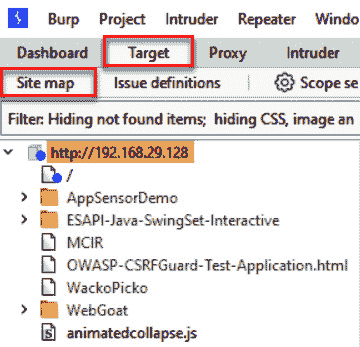 Burp Project Intruder Repeater Windo
Dashboard Target Proxy Intruder
Site map Issue definitions Scope se
Filter: Hiding not found items; hiding CSS, image an
http://192.168.29.128
/
AppSensorDemo
ESAPI-Java-SwingSet-Interactive
MCIR
OWASP-CSRFGuard-Test-Application.html
WackoPicko
WebGoat
animatedcollapse.js